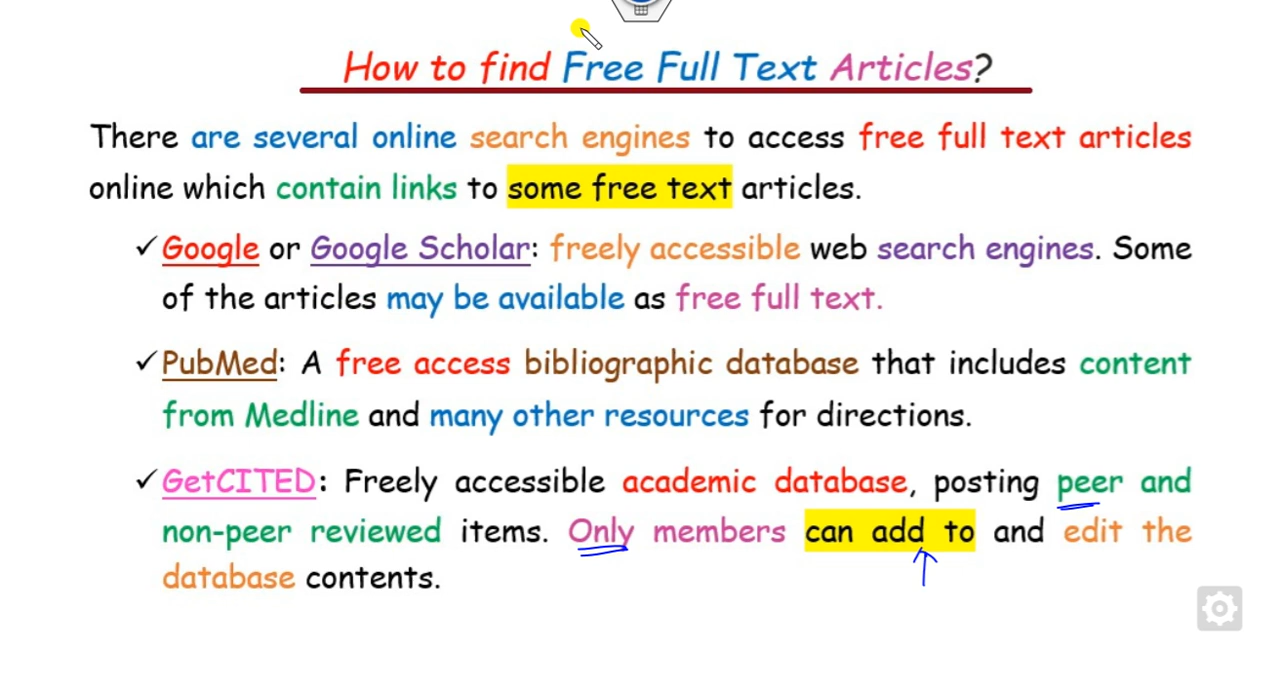 How to find Free Full Text Articles?
There are several online search engines to access free full text articles
online which contain links to some free text articles.
✓ Google or Google Scholar: freely accessible web search engines. Some
of the articles may be available as free full text.
✓ PubMed: A free access bibliographic database that includes content
from Medline and many other resources for directions.
✓ GetCITED: Freely accessible academic database, posting peer and
non-peer reviewed items. Only members can add to and edit the
database contents.